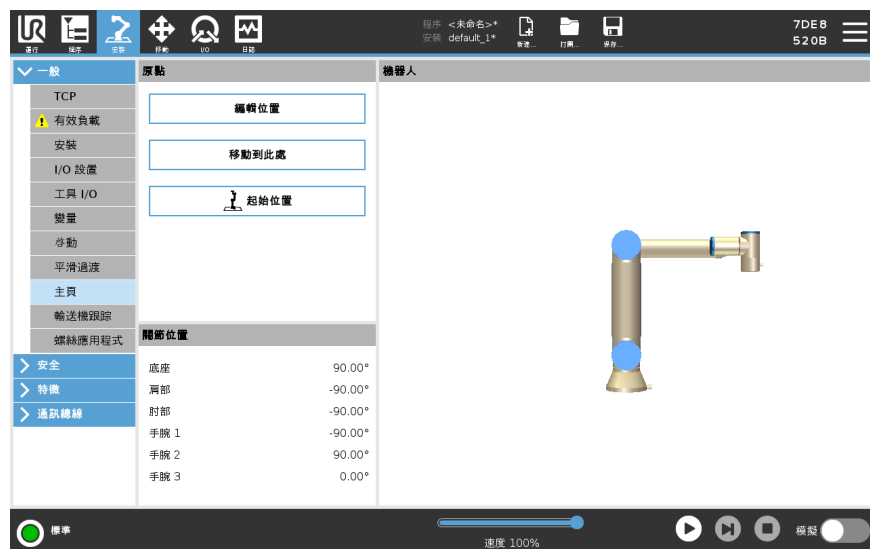 程序 <未命名>*
安裝 default_1*
7DE8
520B
運行
程序
安裝
移動
I/O
日誌
新建...
打開...
保存...
一般
TCP
有效負載
安裝
I/O 設置
工具 I/O
變量
啓動
平滑過渡
主頁
輸送機跟踪
螺絲應用程式
安全
特徵
通訊總線
原點
編輯位置
移動到此處
起始位置
關節位置
底座 90.00°
肩部 -90.00°
肘部 -90.00°
手腕 1 -90.00°
手腕 2 90.00°
手腕 3 0.00°
機器人
標準
速度 100%
模擬